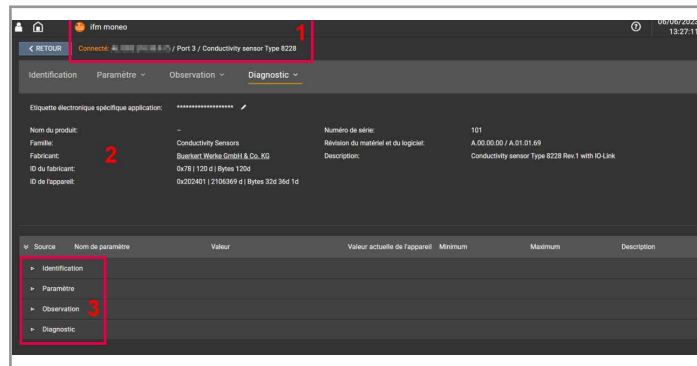 ifm moneo
1
06/06/2023
13:27:11
< RETOUR
Connecté: / Port 3 / Conductivity sensor Type 8228
Identification Paramètre Observation Diagnostic
Etiquette électronique spécifique application: *******************
Nom du produit: – Numéro de série: 101
Famille: Conductivity Sensors Révision du matériel et du logiciel: A.00.00.00 / A.01.01.69
Fabricant: Buerkert Werke GmbH & Co. KG Description: Conductivity sensor Type 8228 Rev.1 with IO-Link
2
ID du fabricant: 0x78 | 120 d | Bytes 120d
ID de l'appareil: 0x202401 | 2106369 d | Bytes 32d 36d 1d
Source Nom de paramètre Valeur Valeur actuelle de l'appareil Minimum Maximum Description
Identification
Paramètre
Observation
3
Diagnostic